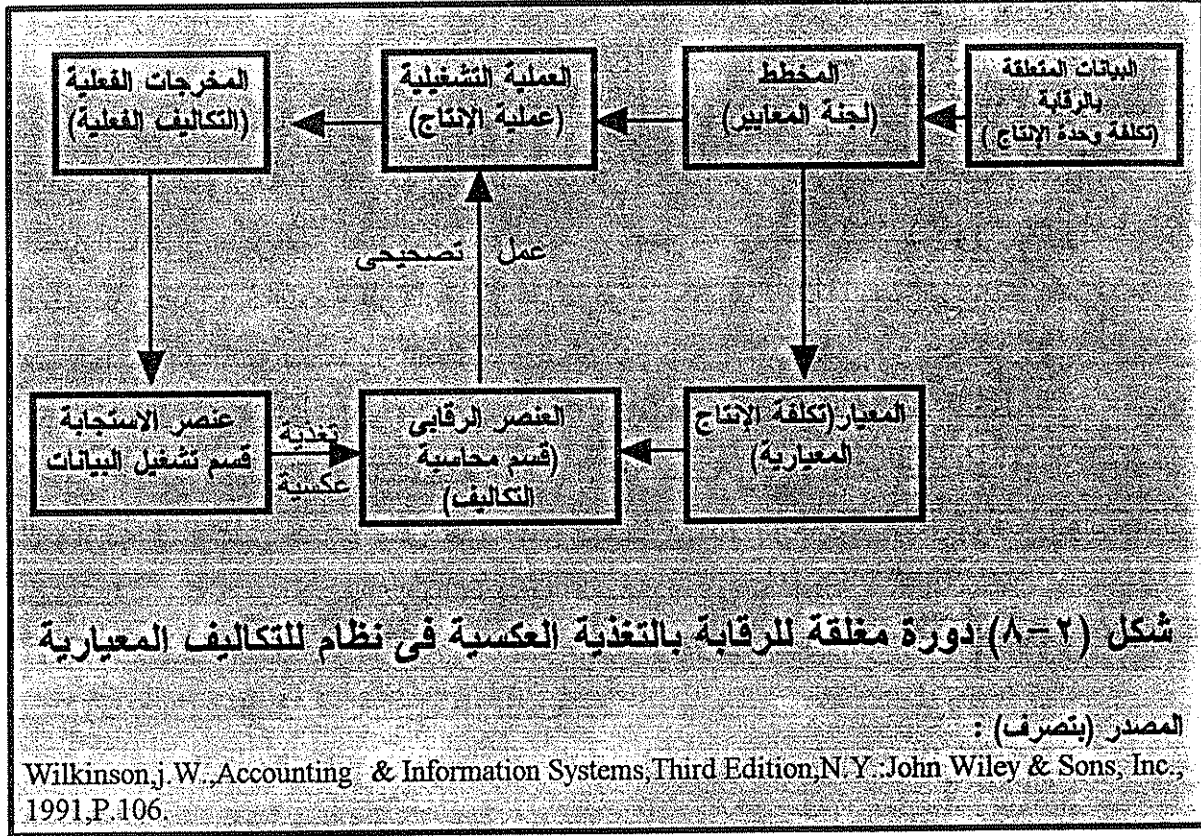 البيانات المتعلقة
بالرقابة
(تكلفة وحدة الإنتاج )
المخطط
(لجنة المعايير)
العملية التشغيلية
(عملية الإنتاج)
المخرجات الفعلية
(التكاليف الفعلية)
عمل تصحيحى
المعيار(تكلفة الإنتاج
المعيارية)
العنصر الرقابى
(قسم محاسبة
التكاليف)
تغذية
عكسية
عنصر الاستجابة
قسم تشغيل البيانات
شكل (٢-٨) دورة مغلقة للرقابة بالتغذية العكسية فى نظام للتكاليف المعيارية
المصدر (بتصرف) :
Wilkinson,j.W.,Accounting & Information Systems,Third Edition,N.Y.:John Wiley & Sons, Inc.,
1991,P.106.